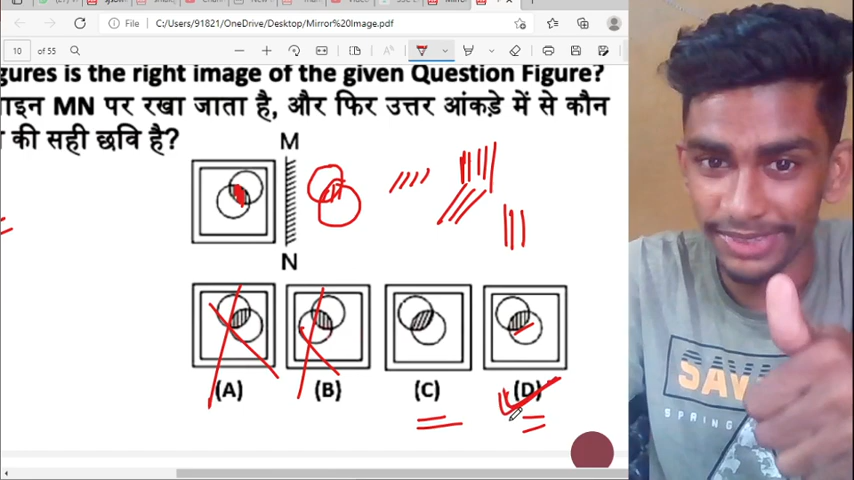 File
C:/Users/91821/OneDrive/Desktop/Mirror%20Image.pdf
10 of 55
gures is the right image of the given Question Figure?
इन MN पर रखा जाता है, और फिर उत्तर आंकड़े में से कौन
की सही छवि है?
M
N
(A) (B) (C) (D)
SAV
SPRING